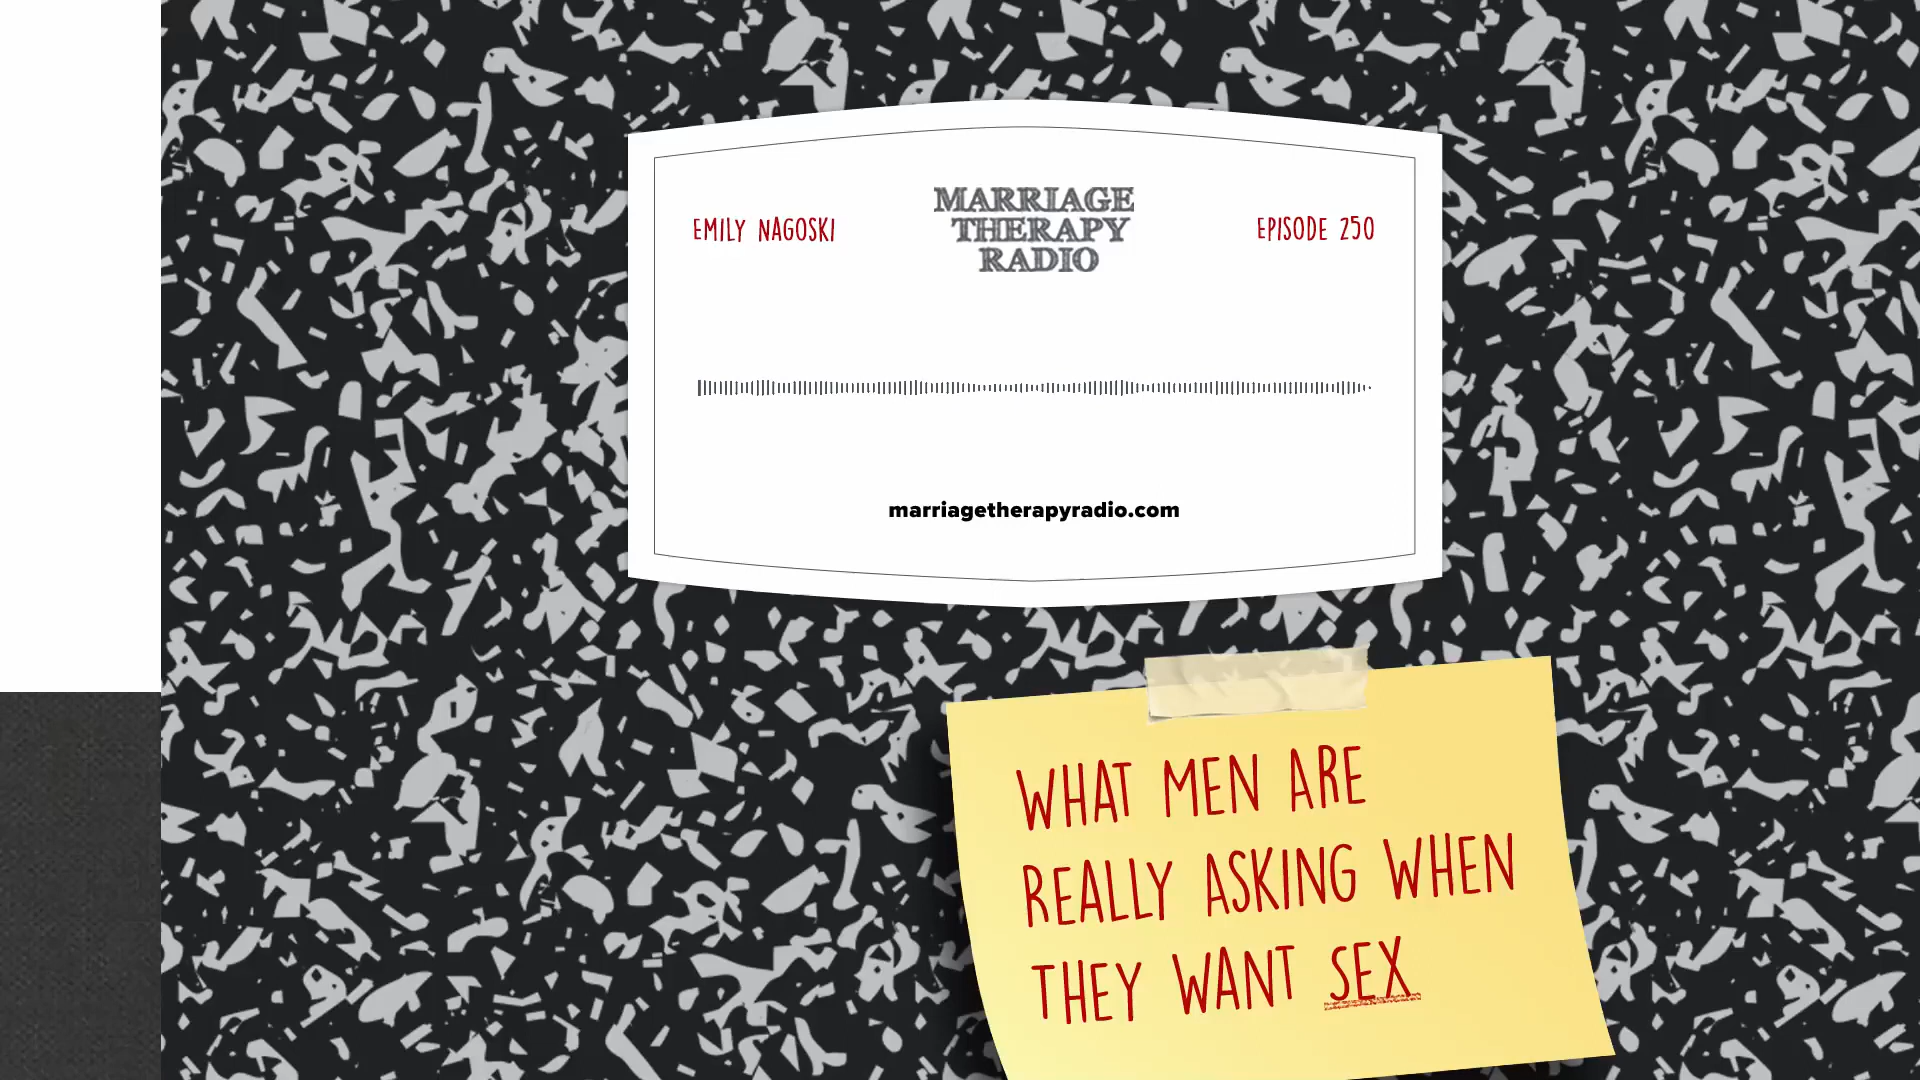 EMILY NAGOSKI
MARRIAGE
THERAPY
RADIO
EPISODE 250
marriagetherapyradio.com
WHAT MEN ARE
REALLY ASKING WHEN
THEY WANT SEX